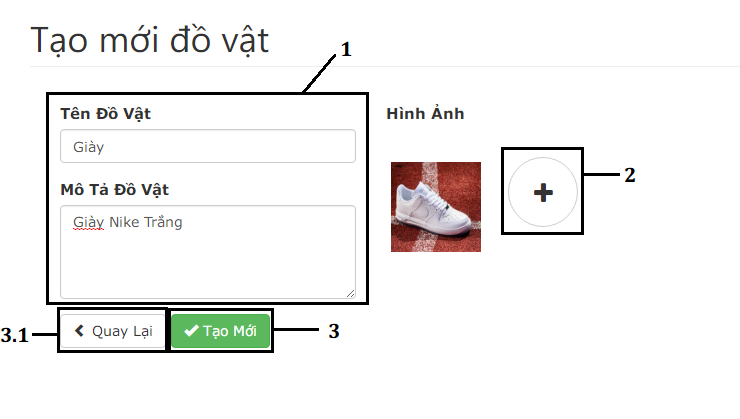 Tạo mới đồ vật
1
Tên Đồ Vật
Hình Ảnh
Giày
2
Mô Tả Đồ Vật
Giày Nike Trắng
3.1
Quay Lại
Tạo Mới
3